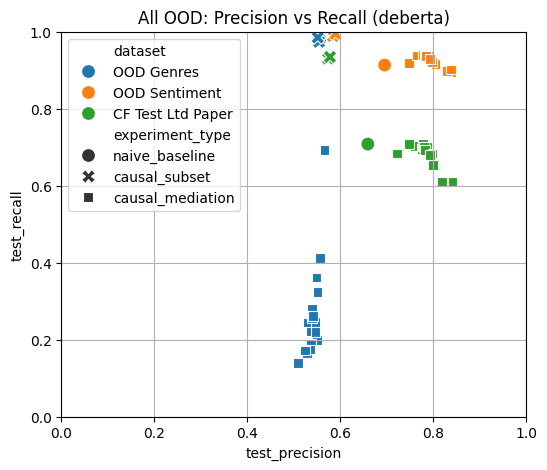 All OOD: Precision vs Recall (deberta)
1.0
0.8
0.6
0.4
0.2
0.0
test_recall
dataset
OOD Genres
OOD Sentiment
CF Test Ltd Paper
experiment_type
naive_baseline
causal_subset
causal_mediation
0.0 0.2 0.4 0.6 0.8 1.0
test_precision